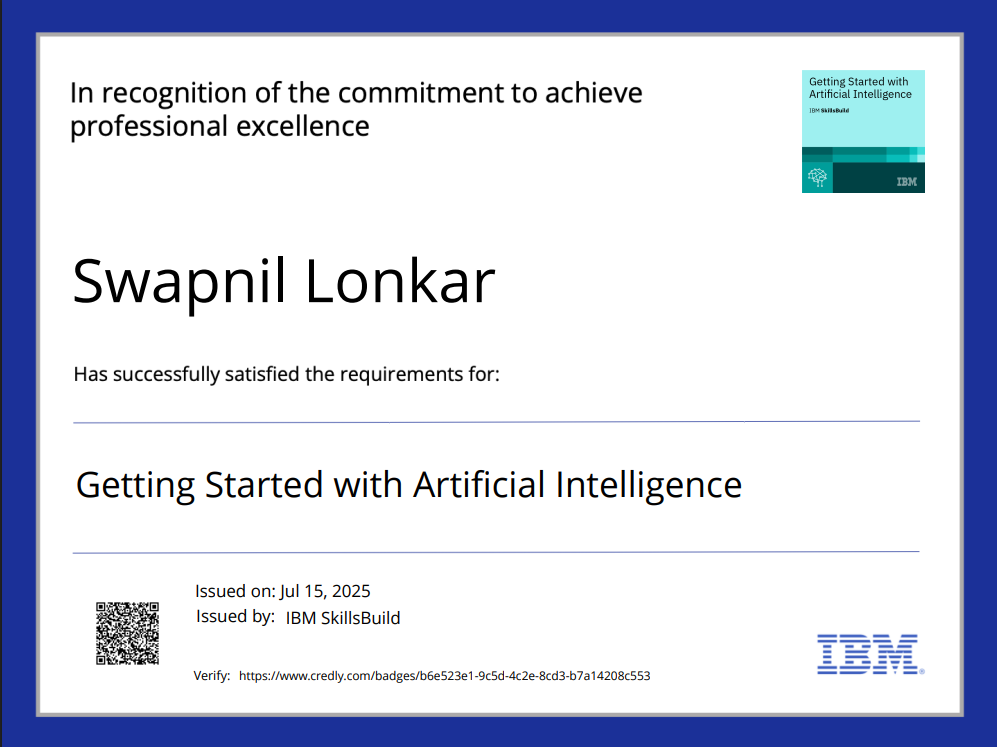 In recognition of the commitment to achieve
professional excellence
Getting Started with
Artificial Intelligence
IBM SkillsBuild
IBM
Swapnil Lonkar
Has successfully satisfied the requirements for:
Getting Started with Artificial Intelligence
Issued on: Jul 15, 2025
Issued by: IBM SkillsBuild
IBM®
Verify: https://www.credly.com/badges/b6e523e1-9c5d-4c2e-8cd3-b7a14208c553